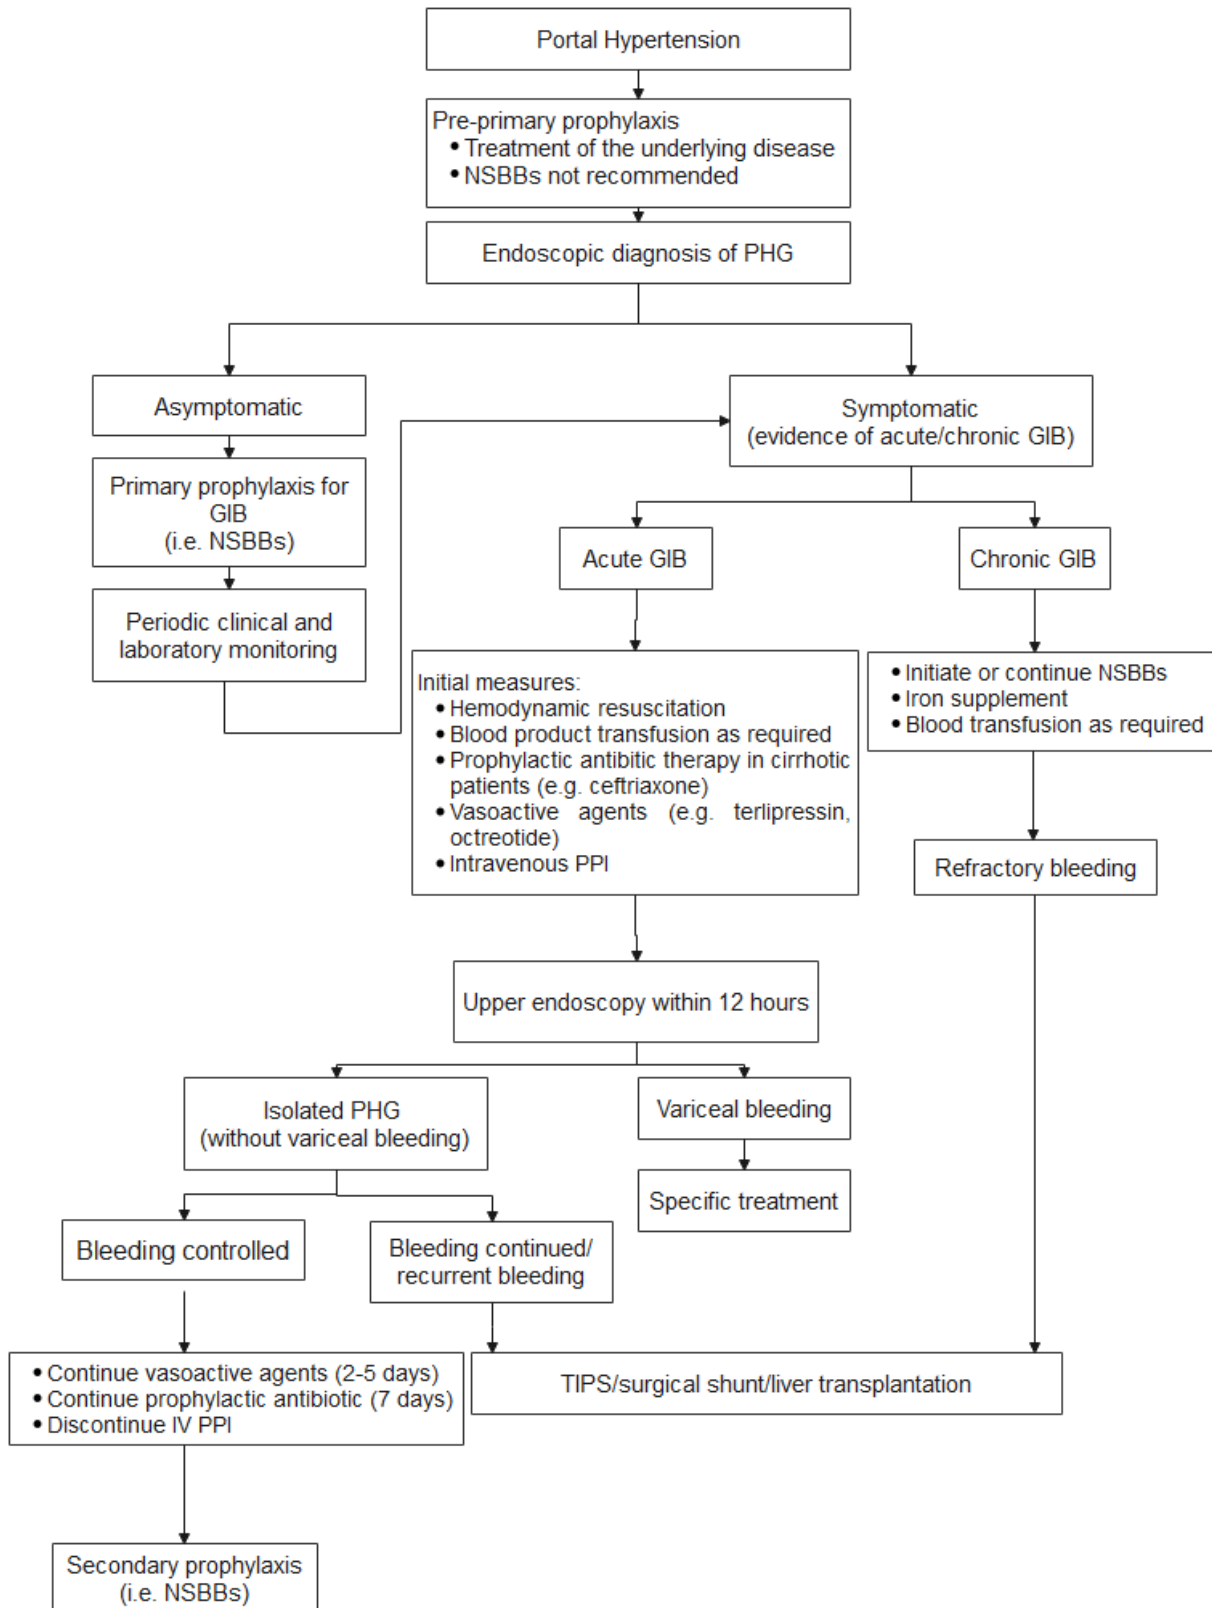 Portal Hypertension
Pre-primary prophylaxis
• Treatment of the underlying disease
• NSBBs not recommended
Endoscopic diagnosis of PHG
Asymptomatic
Symptomatic
(evidence of acute/chronic GIB)
Primary prophylaxis for
GIB
(i.e. NSBBs)
Periodic clinical and
laboratory monitoring
Acute GIB
Chronic GIB
Initial measures:
• Hemodynamic resuscitation
• Blood product transfusion as required
• Prophylactic antibitic therapy in cirrhotic
patients (e.g. ceftriaxone)
• Vasoactive agents (e.g. terlipressin,
octreotide)
• Intravenous PPI
• Initiate or continue NSBBs
• Iron supplement
• Blood transfusion as required
Refractory bleeding
Upper endoscopy within 12 hours
Isolated PHG
(without variceal bleeding)
Variceal bleeding
Specific treatment
Bleeding controlled
Bleeding continued/
recurrent bleeding
• Continue vasoactive agents (2-5 days)
• Continue prophylactic antibiotic (7 days)
• Discontinue IV PPI
TIPS/surgical shunt/liver transplantation
Secondary prophylaxis
(i.e. NSBBs)